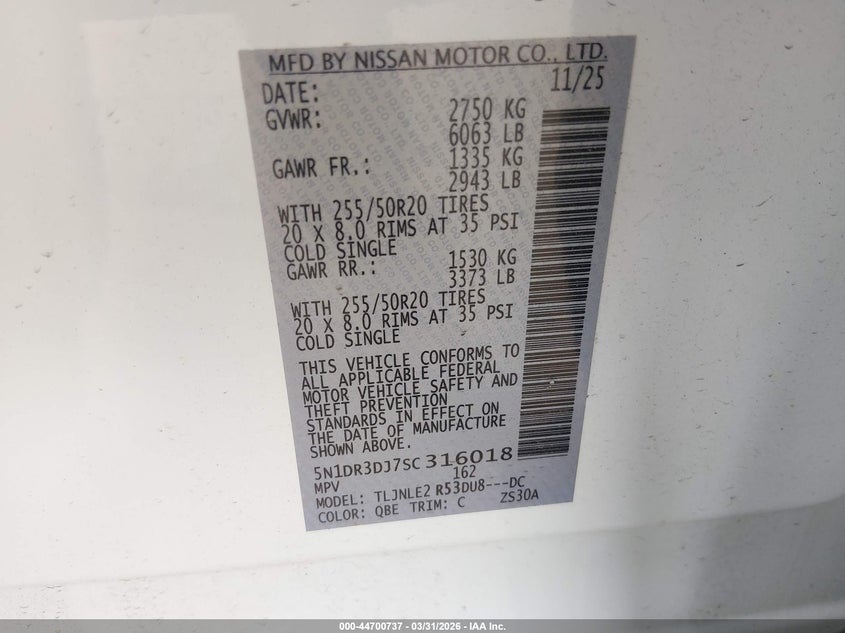 MFD BY NISSAN MOTOR CO., LTD.
DATE: 11/25
GVWR: 2750 KG
6063 LB
GAWR FR.: 1335 KG
2943 LB
WITH 255/50R20 TIRES
20 X 8.0 RIMS AT 35 PSI
COLD SINGLE
GAWR RR.: 1530 KG
3373 LB
WITH 255/50R20 TIRES
20 X 8.0 RIMS AT 35 PSI
COLD SINGLE
THIS VEHICLE CONFORMS TO
ALL APPLICABLE FEDERAL
MOTOR VEHICLE SAFETY AND
THEFT PREVENTION
STANDARDS IN EFFECT ON
THE DATE OF MANUFACTURE
SHOWN ABOVE.
5N1DR3DJ7SC316018
MPV 162
MODEL: TLJNLE2 R53DU8---DC
COLOR: QBE TRIM: C ZS30A
000-44700737 - 03/31/2026 - IAA Inc.